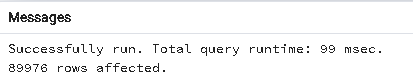 Messages
Successfully run. Total query runtime: 99 msec.
89976 rows affected.